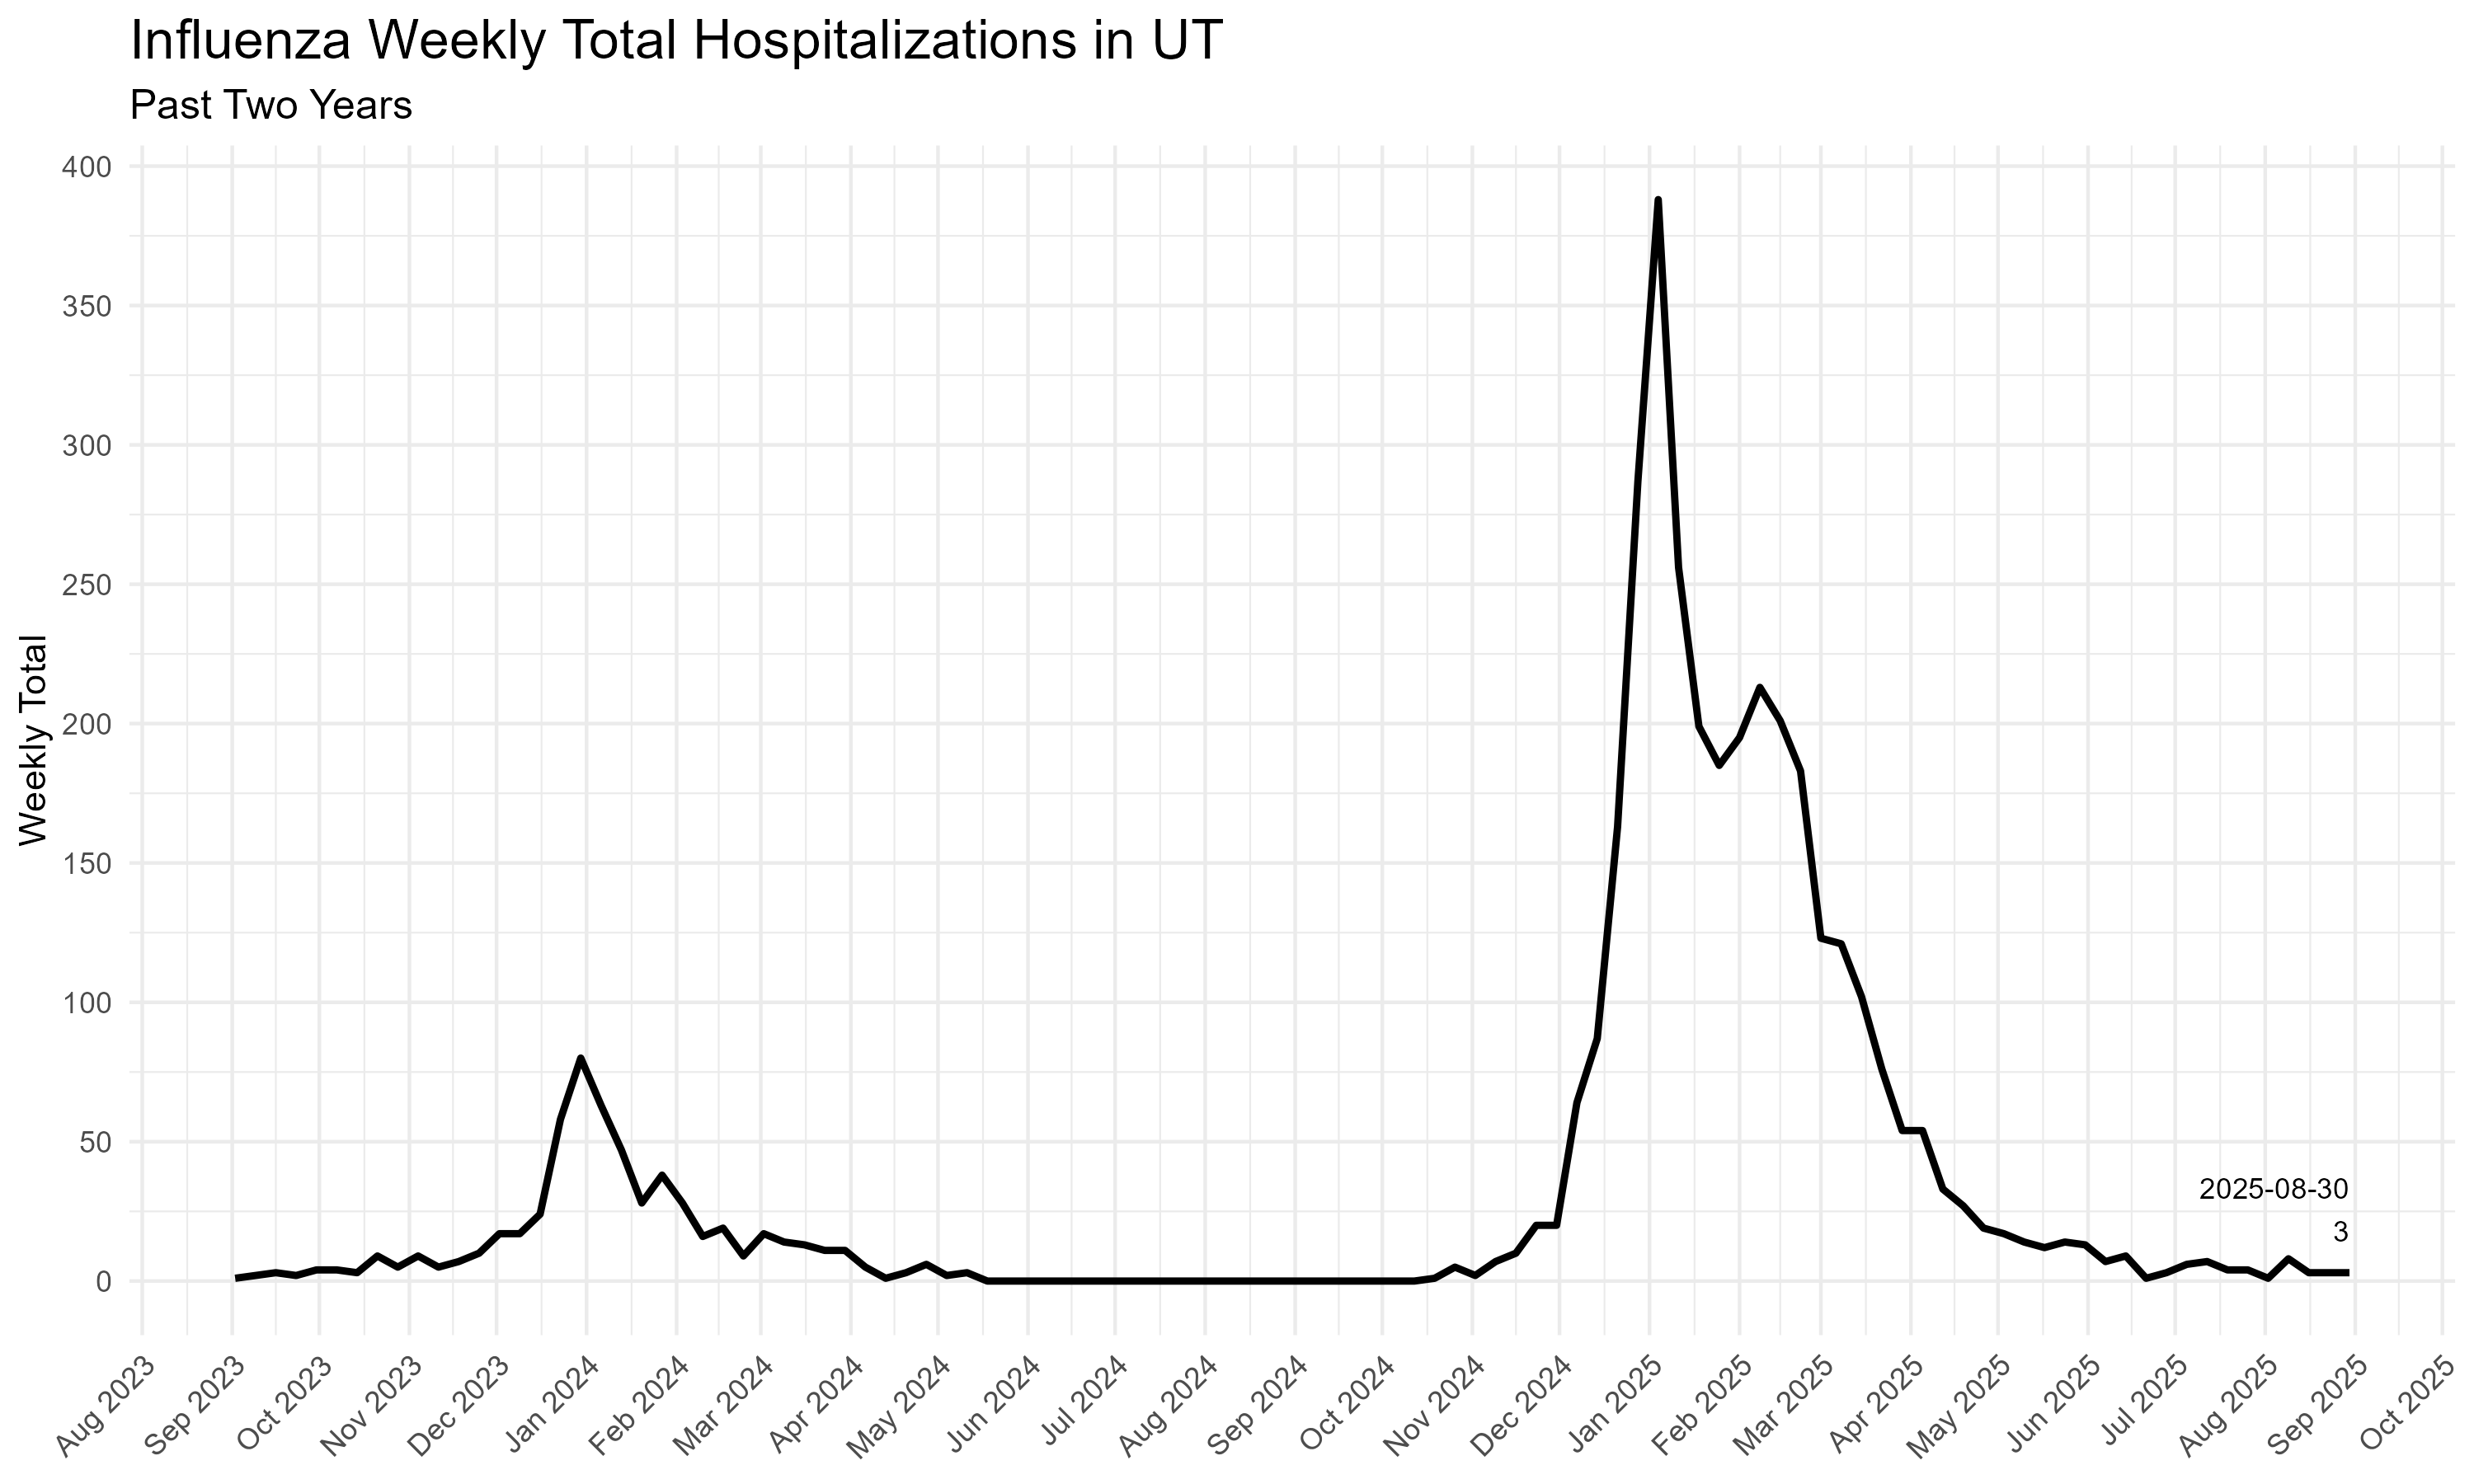 Influenza Weekly Total Hospitalizations in UT
Past Two Years
Weekly Total
400
350
300
250
200
150
100
50
0
2025-08-30
3
Aug 2023
Sep 2023
Oct 2023
Nov 2023
Dec 2023
Jan 2024
Feb 2024
Mar 2024
Apr 2024
May 2024
Jun 2024
Jul 2024
Aug 2024
Sep 2024
Oct 2024
Nov 2024
Dec 2024
Jan 2025
Feb 2025
Mar 2025
Apr 2025
May 2025
Jun 2025
Jul 2025
Aug 2025
Sep 2025
Oct 2025